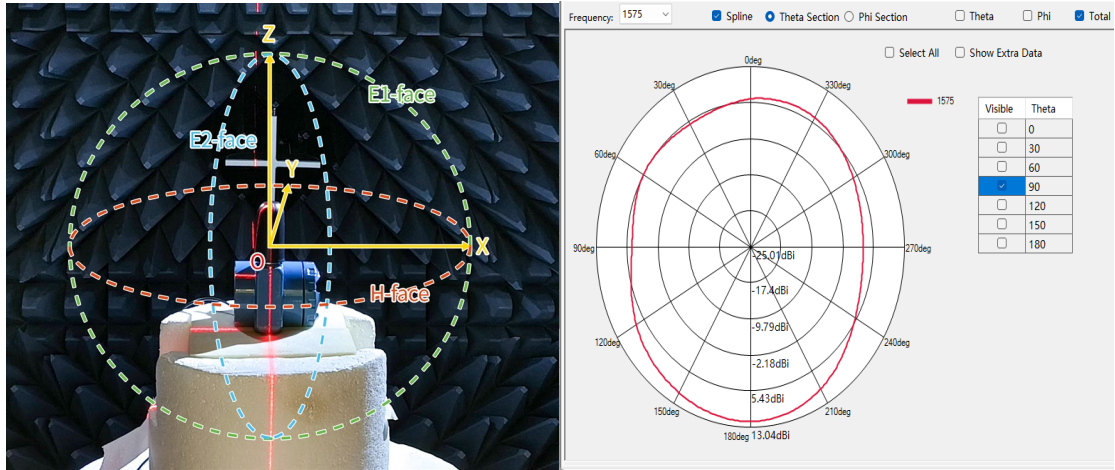 Z
E1-face
E2-face
Y
X
O
H-face
Frequency: 1575 Spline Theta Section Phi Section Theta Phi Total
Select All Show Extra Data
0deg
30deg
330deg
1575
60deg
300deg
90deg
270deg
-25.01dBi
-17.4dBi
-9.79dBi
-2.18dBi
5.43dBi
120deg
240deg
150deg
210deg
180deg 13.04dBi
Visible Theta
0
30
60
90
120
150
180